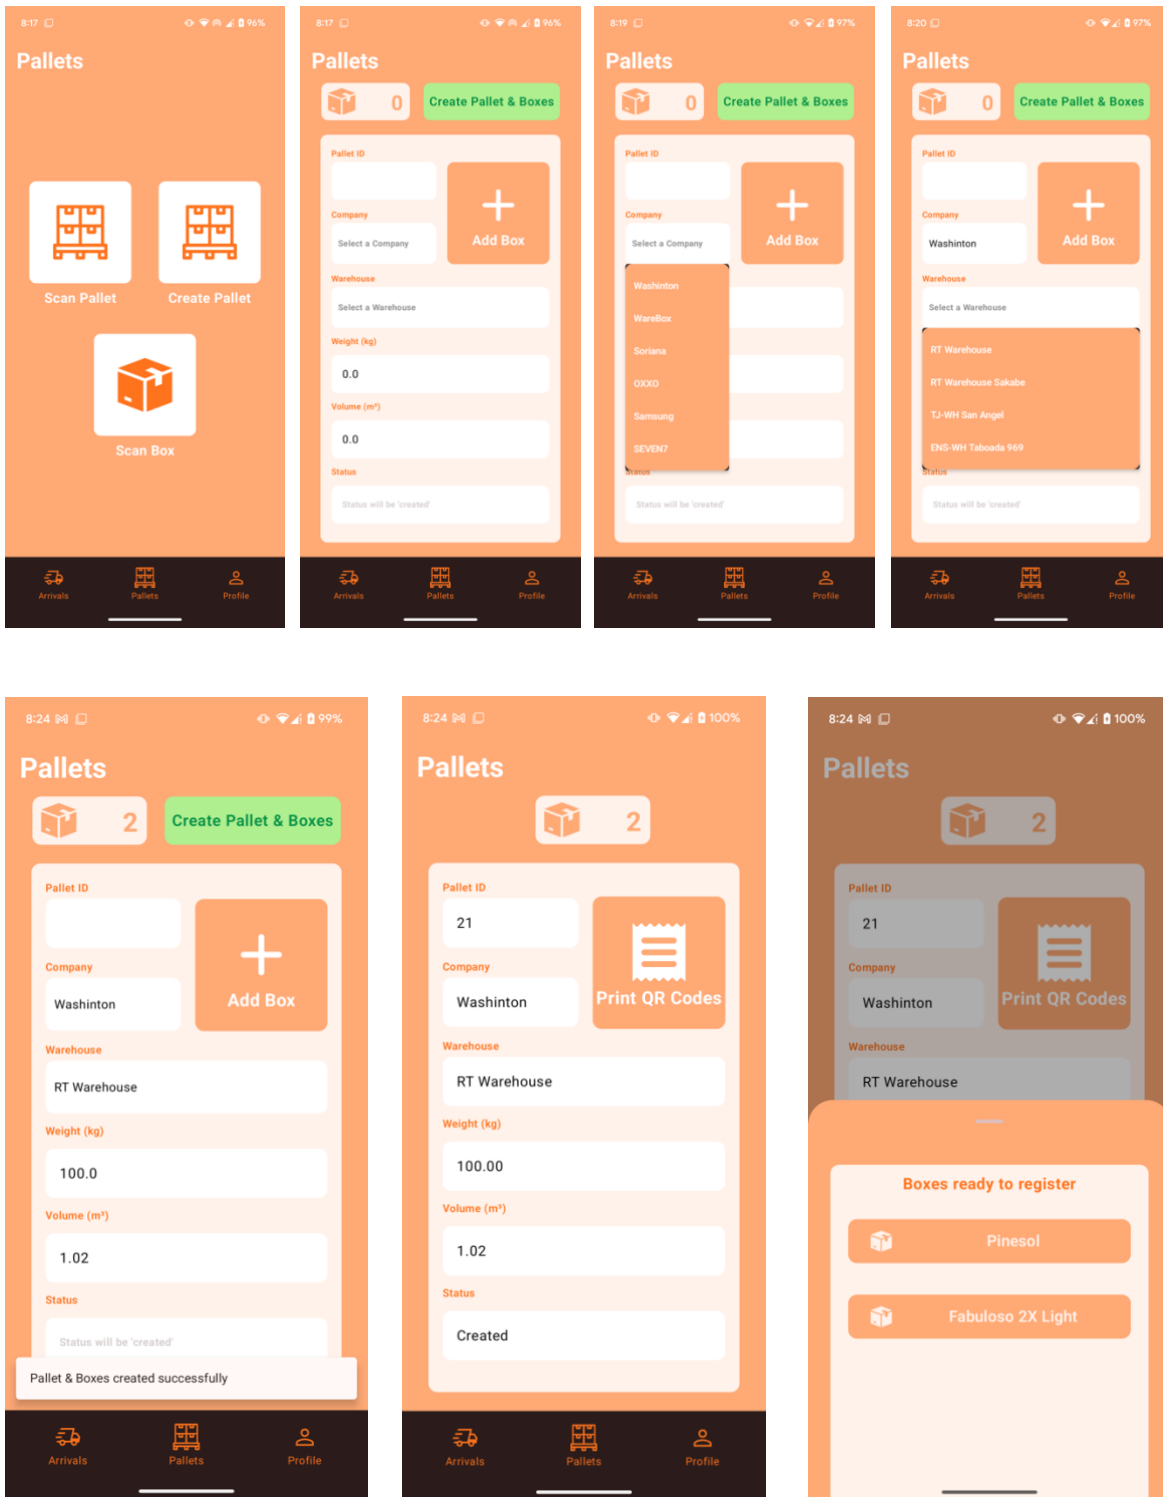 8:17
96%
Pallets
Scan Pallet
Create Pallet
Scan Box
Arrivals
Pallets
Profile
8:17
96%
Pallets
0
Create Pallet & Boxes
Pallet ID
Company
Select a Company
Add Box
Warehouse
Select a Warehouse
Weight (kg)
0.0
Volume (m³)
0.0
Status
Status will be 'created'
Arrivals
Pallets
Profile
8:19
97%
Pallets
0
Create Pallet & Boxes
Pallet ID
Company
Select a Company
Add Box
Washinton
WareBox
Soriana
OXXO
Samsung
SEVEN7
Status
Status will be 'created'
Arrivals
Pallets
Profile
8:20
97%
Pallets
0
Create Pallet & Boxes
Pallet ID
Company
Washinton
Add Box
Warehouse
Select a Warehouse
RT Warehouse
RT Warehouse Sakabe
TJ-WH San Angel
ENS-WH Taboada 969
Status
Status will be 'created'
Arrivals
Pallets
Profile
8:24
99%
Pallets
2
Create Pallet & Boxes
Pallet ID
Company
Washinton
Add Box
Warehouse
RT Warehouse
Weight (kg)
100.0
Volume (m³)
1.02
Status
Status will be 'created'
Pallet & Boxes created successfully
Arrivals
Pallets
Profile
8:24
100%
Pallets
2
Pallet ID
21
Company
Washinton
Print QR Codes
Warehouse
RT Warehouse
Weight (kg)
100.00
Volume (m³)
1.02
Status
Created
Arrivals
Pallets
Profile
8:24
100%
Pallets
2
Pallet ID
21
Company
Washinton
Print QR Codes
Warehouse
RT Warehouse
Boxes ready to register
Pinesol
Fabuloso 2X Light